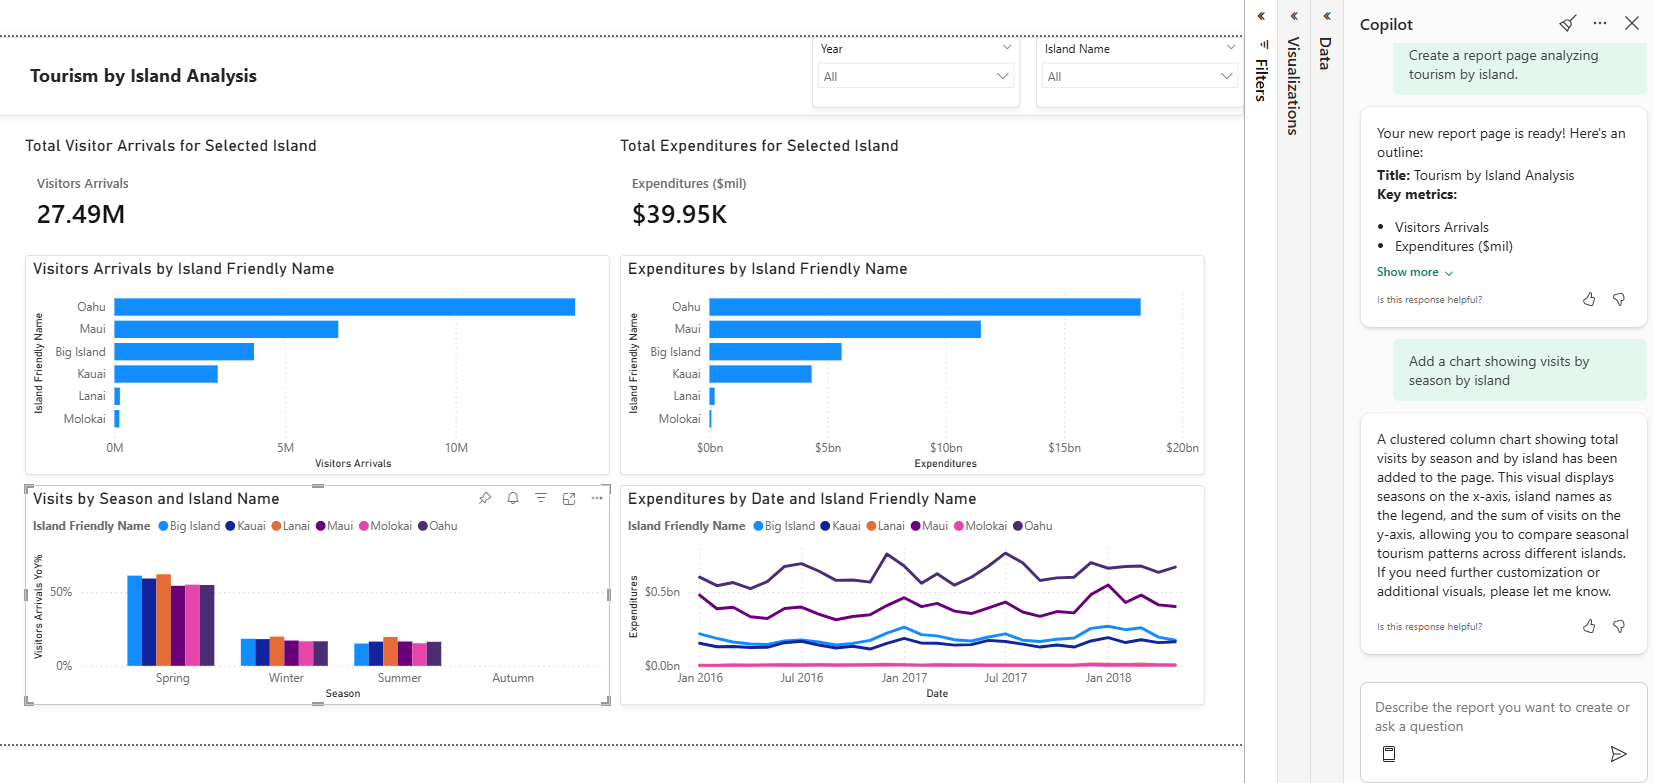 Tourism by Island Analysis
Year
All
Island Name
All
Total Visitor Arrivals for Selected Island
Visitors Arrivals
27.49M
Total Expenditures for Selected Island
Expenditures ($mil)
$39.95K
Visitors Arrivals by Island Friendly Name
Island Friendly Name
Oahu
Maui
Big Island
Kauai
Lanai
Molokai
0M 5M 10M
Visitors Arrivals
Expenditures by Island Friendly Name
Island Friendly Name
Oahu
Maui
Big Island
Kauai
Lanai
Molokai
$0bn $5bn $10bn $15bn $20bn
Expenditures
Visits by Season and Island Name
Island Friendly Name Big Island Kauai Lanai Maui Molokai Oahu
Visitors Arrivals YoY%
50%
0%
Spring Winter Summer Autumn
Season
Expenditures by Date and Island Friendly Name
Island Friendly Name Big Island Kauai Lanai Maui Molokai Oahu
Expenditures
$0.5bn
$0.0bn
Jan 2016 Jul 2016 Jan 2017 Jul 2017 Jan 2018
Date
Filters
Visualizations
Data
Copilot
Create a report page analyzing
tourism by island.
Your new report page is ready! Here's an
outline:
Title: Tourism by Island Analysis
Key metrics:
• Visitors Arrivals
• Expenditures ($mil)
Show more
Is this response helpful?
Add a chart showing visits by
season by island
A clustered column chart showing total
visits by season and by island has been
added to the page. This visual displays
seasons on the x-axis, island names as
the legend, and the sum of visits on the
y-axis, allowing you to compare seasonal
tourism patterns across different islands.
If you need further customization or
additional visuals, please let me know.
Is this response helpful?
Describe the report you want to create or
ask a question